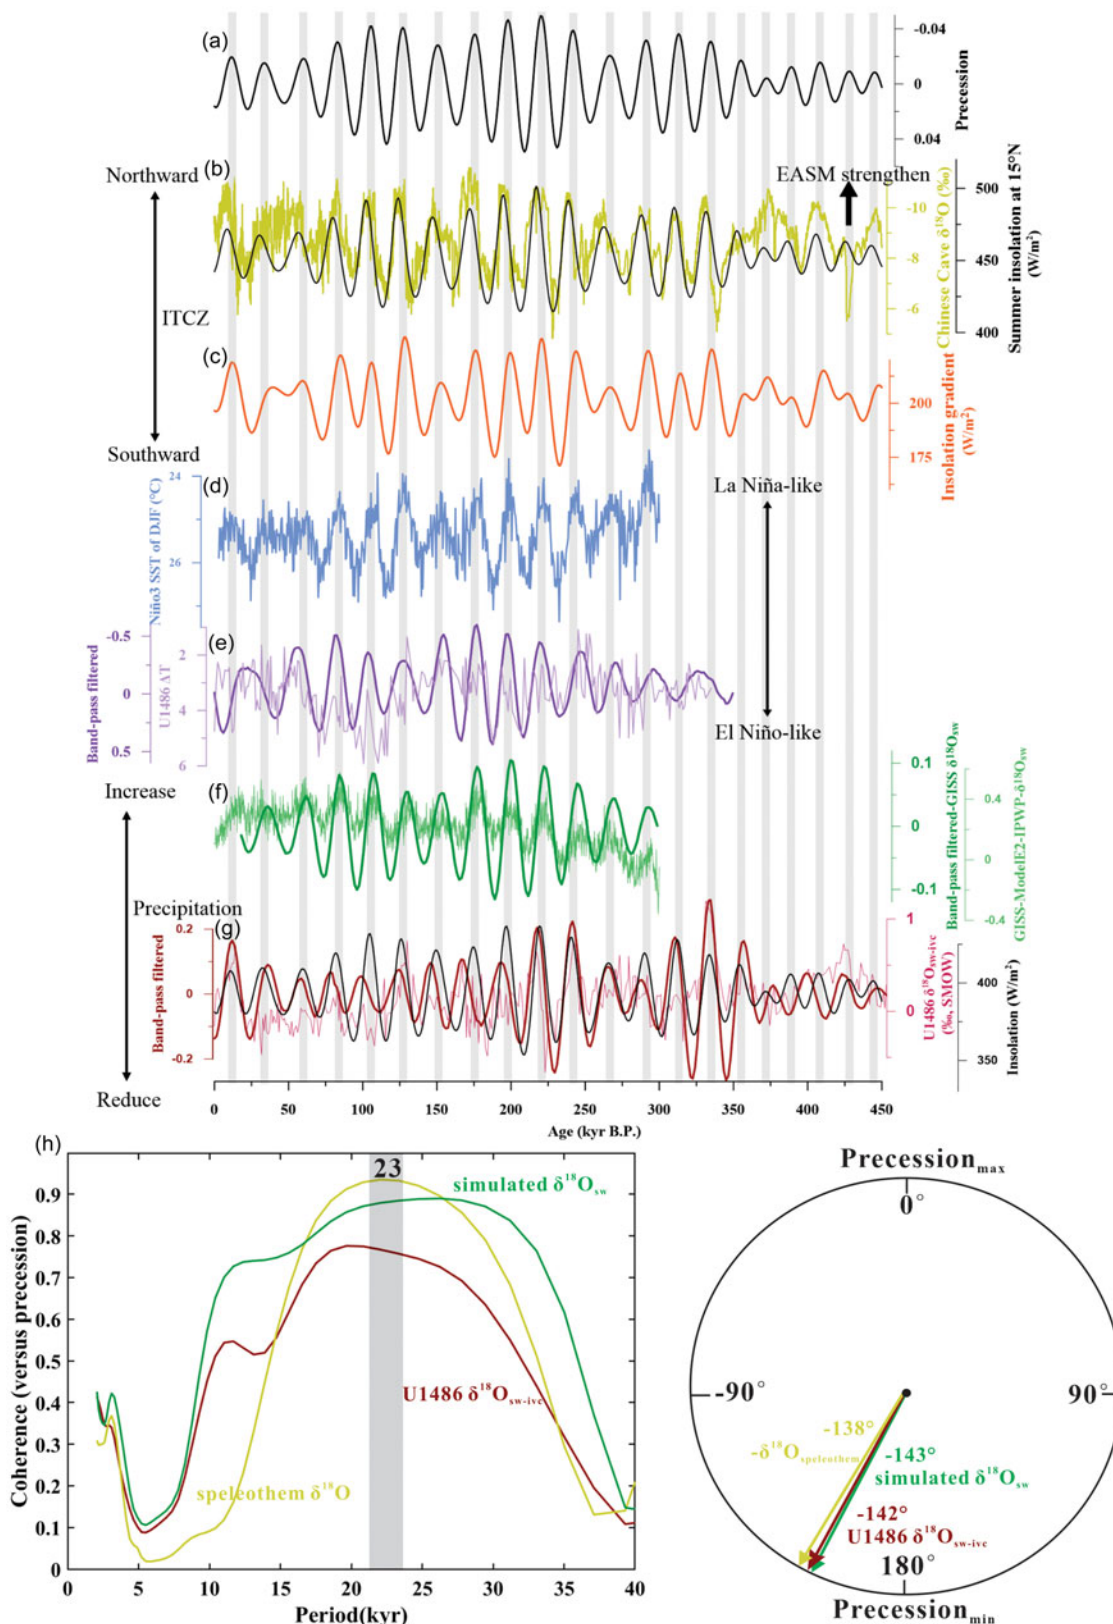 (a)
-0.04
0
0.04
Precession
(b)
Northward
ITCZ
Southward
EASM strengthen
-10
-8
-6
Chinese Cave δ18O (‰)
500
450
400
Summer insolation at 15°N
(W/m²)
(c)
200
175
Insolation gradient
(W/m²)
(d)
24
26
Niño3 SST of DJF (°C)
La Niña-like
El Niño-like
(e)
-0.5
0
0.5
Band-pass filtered
2
4
6
U1486 ΔT
(f)
Increase
Precipitation
Reduce
0.1
0
-0.1
Band-pass filtered-GISS δ18Osw
0.4
0
-0.4
GISS-ModelE2-IPWP-δ18Osw
(g)
0.2
0
-0.2
Band-pass filtered
1
0
U1486 δ18Osw-ivc
(‰, SMOW)
400
350
Insolation (W/m²)
0 50 100 150 200 250 300 350 400 450
Age (kyr B.P.)
(h)
0.9
0.8
0.7
0.6
0.5
0.4
0.3
0.2
0.1
0
Coherence (versus precession)
23
simulated δ18Osw
U1486 δ18Osw-ivc
speleothem δ18O
0 5 10 15 20 25 30 35 40
Period(kyr)
Precessionmax
0°
-90°
90°
-138°
-δ18Ospeleothem
-143°
simulated δ18Osw
-142°
U1486 δ18Osw-ivc
180°
Precessionmin